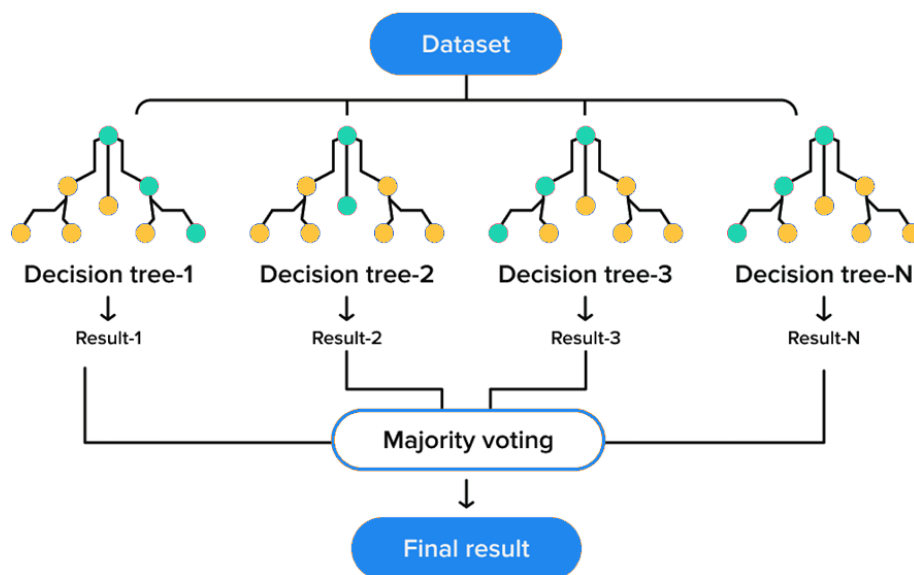 Dataset
Decision tree-1
Decision tree-2
Decision tree-3
Decision tree-N
Result-1
Result-2
Result-3
Result-N
Majority voting
Final result